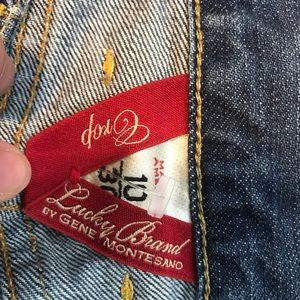 Crop
10
Lucky Brand
BY GENE MONTESANO